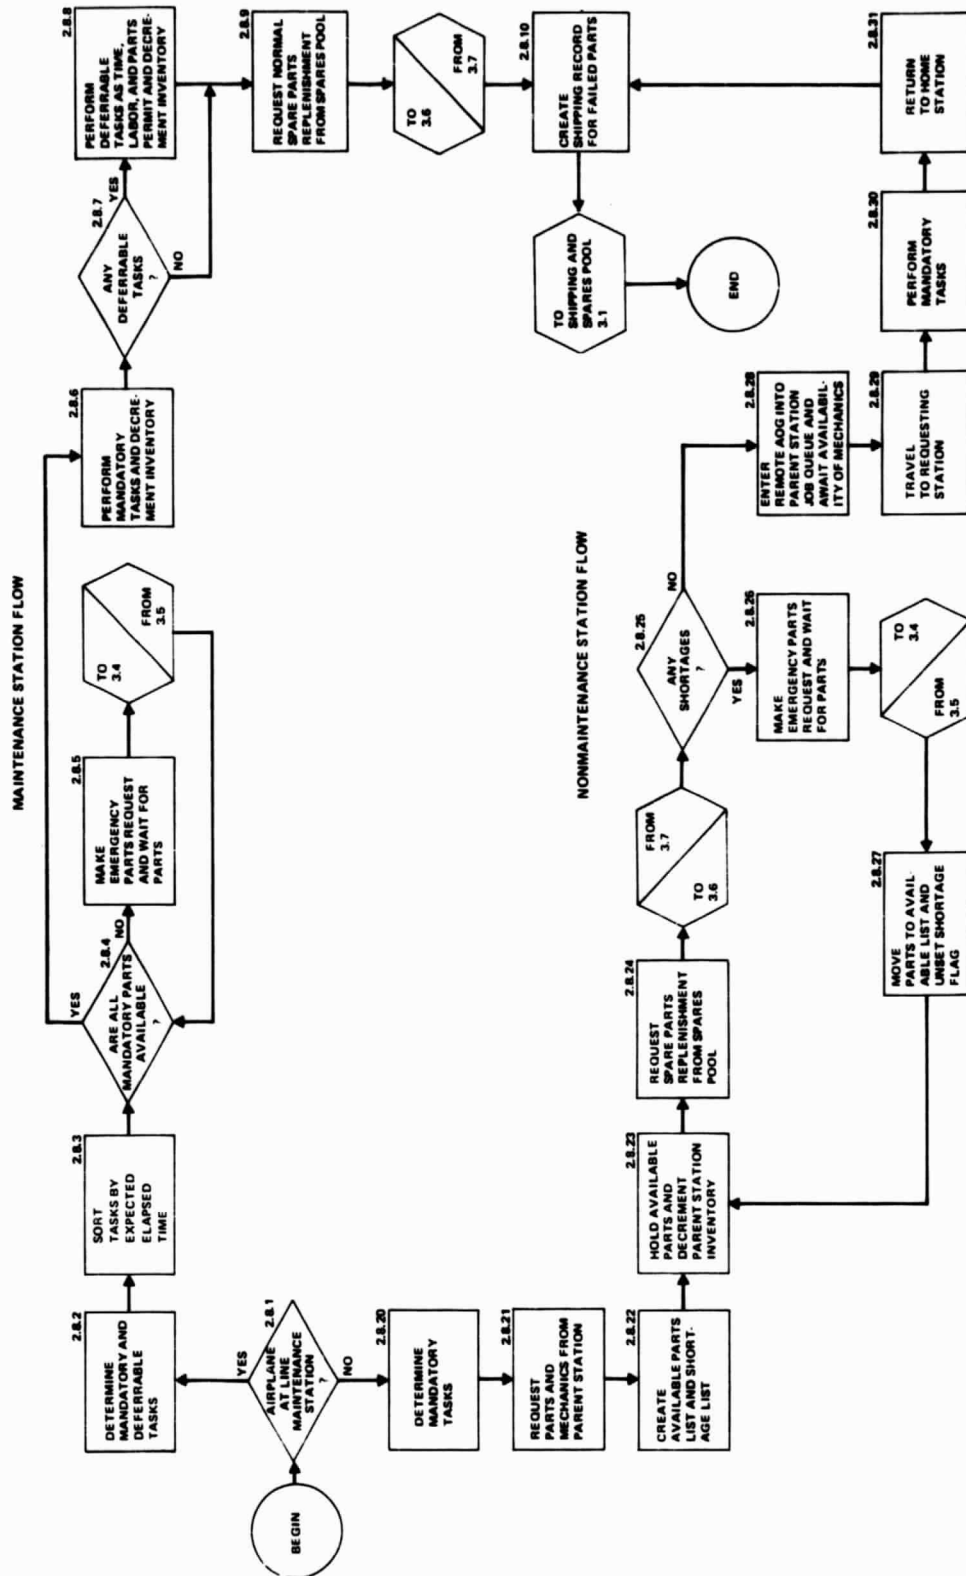 MAINTENANCE STATION FLOW
BEGIN
2.8.1
AIRPLANE
AT LINE
MAINTENANCE
STATION
?
YES
NO
2.8.2
DETERMINE
MANDATORY AND
DEFERRABLE
TASKS
2.8.3
SORT
TASKS BY
EXPECTED
ELAPSED
TIME
2.8.4
ARE ALL
MANDATORY PARTS
AVAILABLE
?
YES
NO
2.8.5
MAKE
EMERGENCY
PARTS REQUEST
AND WAIT FOR
PARTS
TO
3.4
FROM
3.5
2.8.6
PERFORM
MANDATORY
TASKS AND DECRE-
MENT INVENTORY
2.8.7
ANY
DEFERRABLE
TASKS
?
YES
NO
2.8.8
PERFORM
DEFERRABLE
TASKS AS TIME,
LABOR, AND PARTS
PERMIT AND DECRE-
MENT INVENTORY
2.8.9
REQUEST NORMAL
SPARE PARTS
REPLENISHMENT
FROM SPARES POOL
TO
3.6
FROM
3.7
2.8.10
CREATE
SHIPPING RECORD
FOR FAILED PARTS
TO
SHIPPING AND
SPARES POOL
3.1
END
NONMAINTENANCE STATION FLOW
2.8.20
DETERMINE
MANDATORY
TASKS
2.8.21
REQUEST
PARTS AND
MECHANICS FROM
PARENT STATION
2.8.22
CREATE
AVAILABLE PARTS
LIST AND SHORT-
AGE LIST
2.8.23
HOLD AVAILABLE
PARTS AND
DECREMENT
PARENT STATION
INVENTORY
2.8.24
REQUEST
SPARE PARTS
REPLENISHMENT
FROM SPARES
POOL
FROM
3.7
TO
3.6
2.8.25
ANY
SHORTAGES
?
NO
YES
2.8.26
MAKE
EMERGENCY PARTS
REQUEST AND WAIT
FOR PARTS
TO
3.4
FROM
3.5
2.8.27
MOVE
PARTS TO AVAIL-
ABLE LIST AND
UNSET SHORTAGE
FLAG
2.8.28
ENTER
REMOTE AOG INTO
PARENT STATION
JOB QUEUE AND
AWAIT AVAILABIL-
ITY OF MECHANICS
2.8.29
TRAVEL
TO REQUESTING
STATION
2.8.30
PERFORM
MANDATORY
TASKS
2.8.31
RETURN
TO HOME
STATION